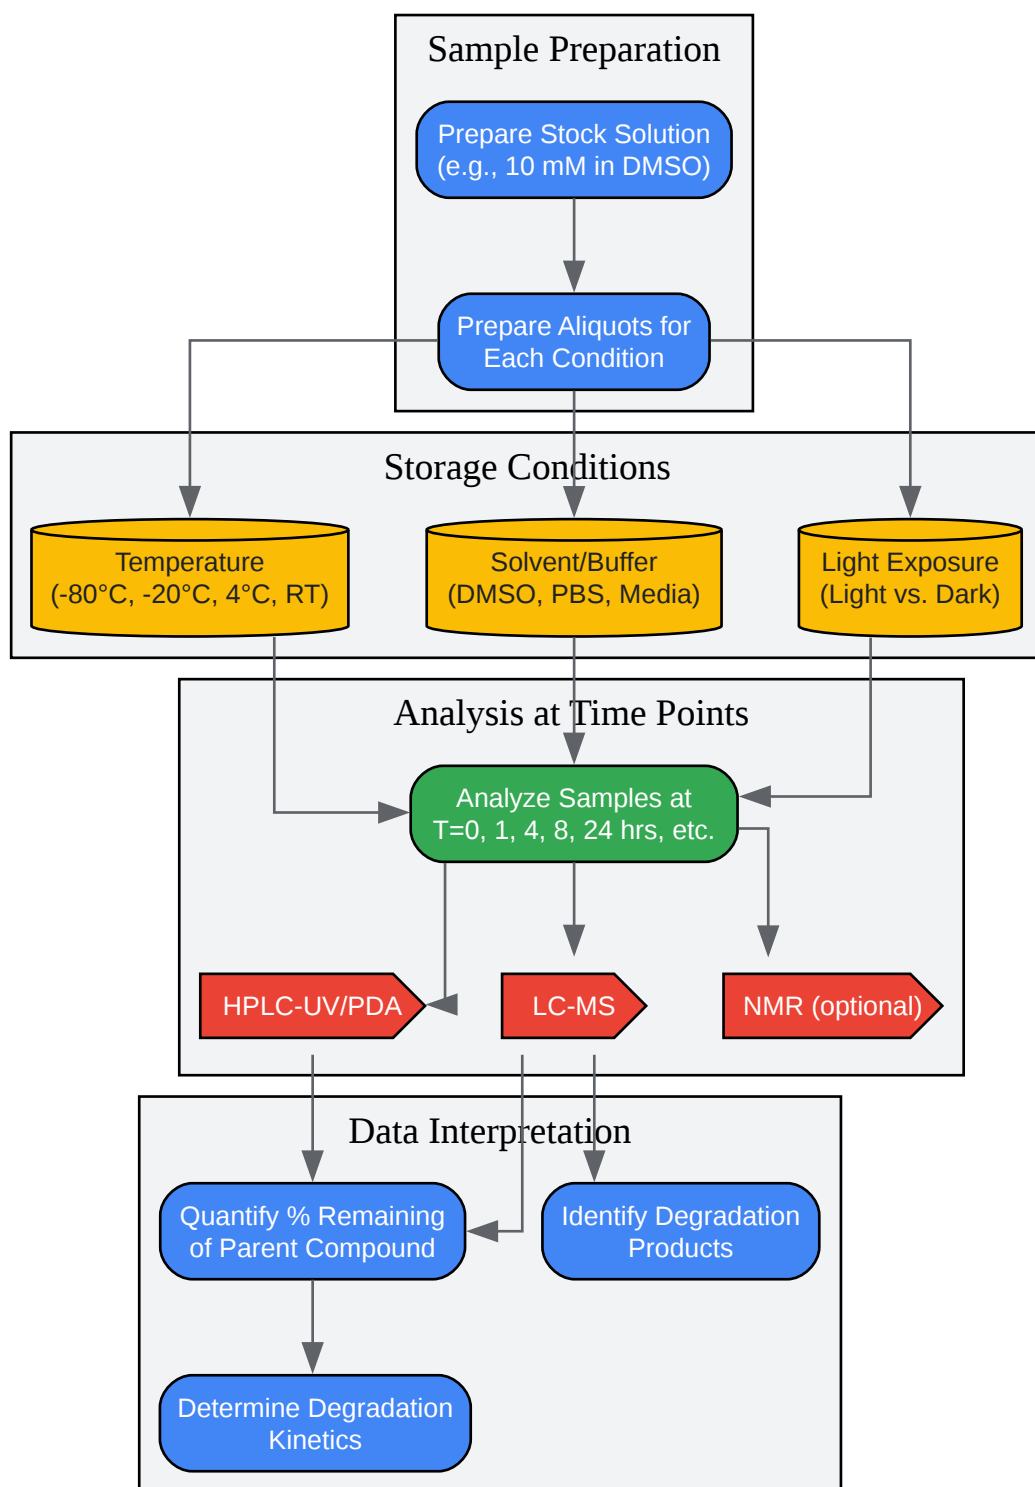 Sample Preparation
Prepare Stock Solution
(e.g., 10 mM in DMSO)
Prepare Aliquots for
Each Condition
Storage Conditions
Temperature
(-80°C, -20°C, 4°C, RT)
Solvent/Buffer
(DMSO, PBS, Media)
Light Exposure
(Light vs. Dark)
Analysis at Time Points
Analyze Samples at
T=0, 1, 4, 8, 24 hrs, etc.
HPLC-UV/PDA
LC-MS
NMR (optional)
Data Interpretation
Quantify % Remaining
of Parent Compound
Identify Degradation
Products
Determine Degradation
Kinetics